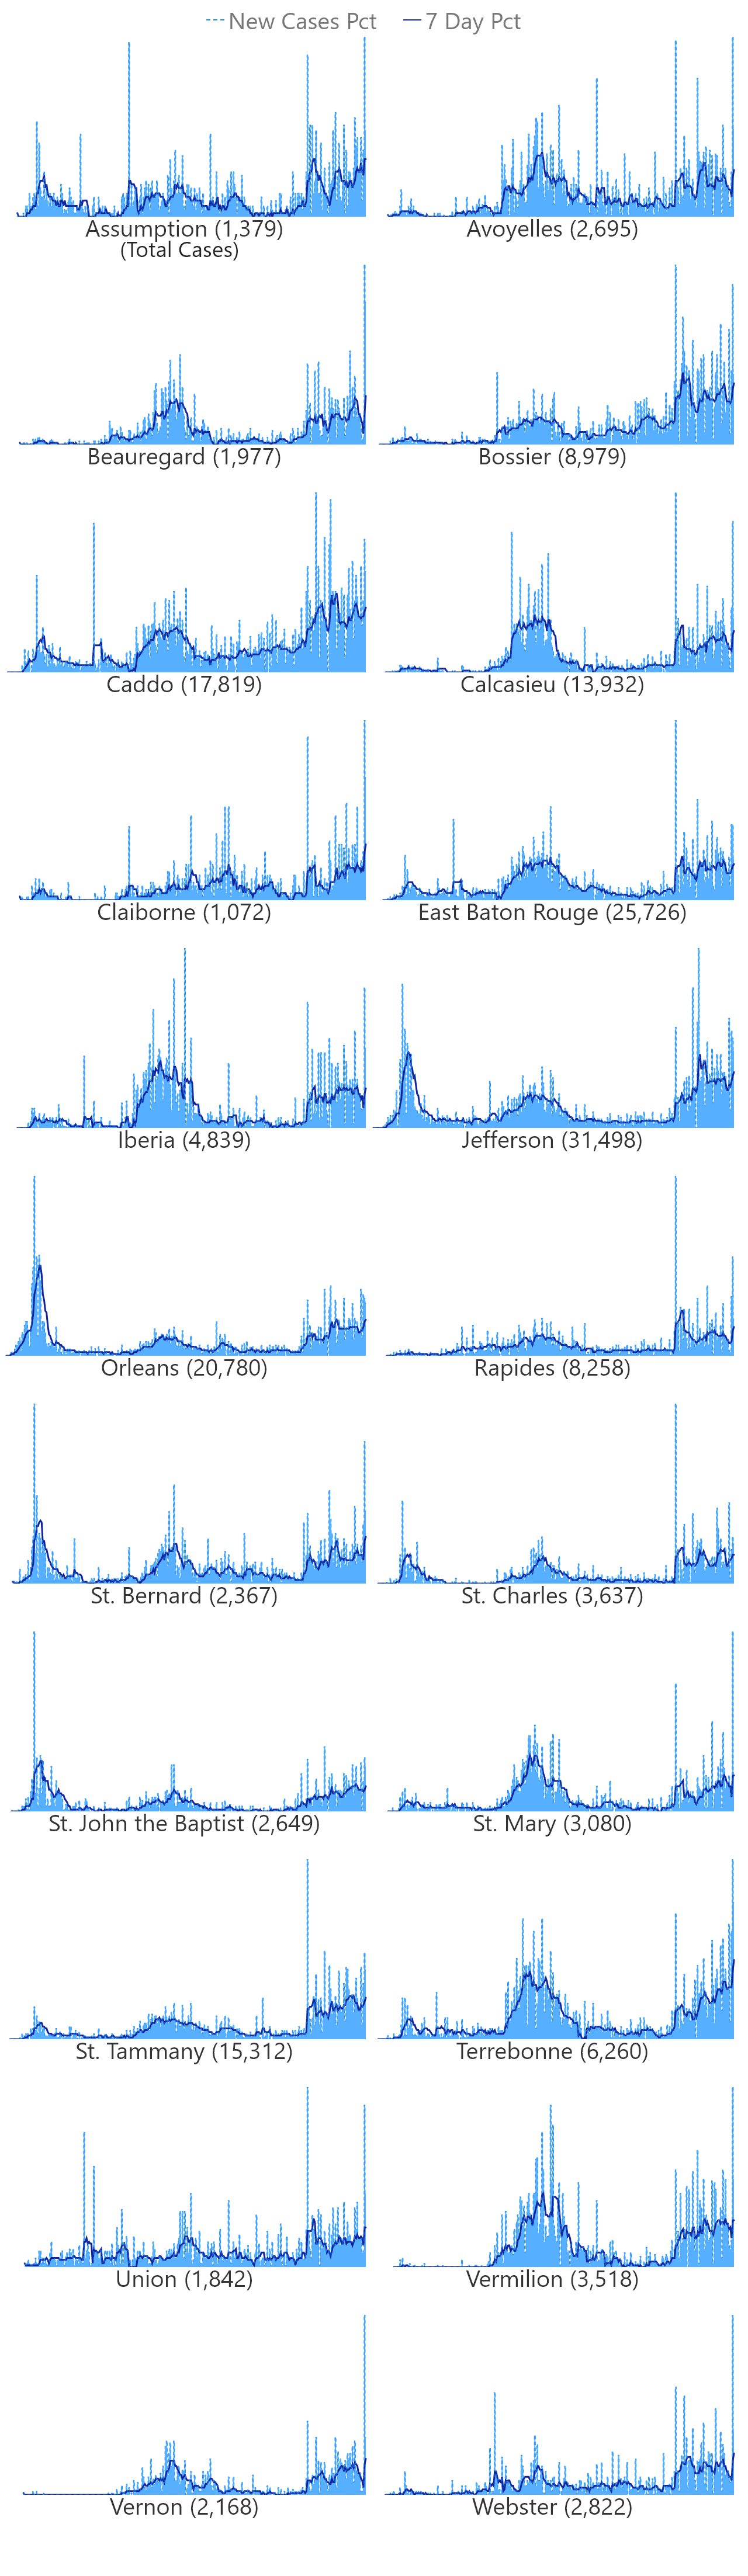 New Cases Pct 7 Day Pct
Assumption (1,379)
(Total Cases)
Avoyelles (2,695)
Beauregard (1,977)
Bossier (8,979)
Caddo (17,819)
Calcasieu (13,932)
Claiborne (1,072)
East Baton Rouge (25,726)
Iberia (4,839)
Jefferson (31,498)
Orleans (20,780)
Rapides (8,258)
St. Bernard (2,367)
St. Charles (3,637)
St. John the Baptist (2,649)
St. Mary (3,080)
St. Tammany (15,312)
Terrebonne (6,260)
Union (1,842)
Vermilion (3,518)
Vernon (2,168)
Webster (2,822)